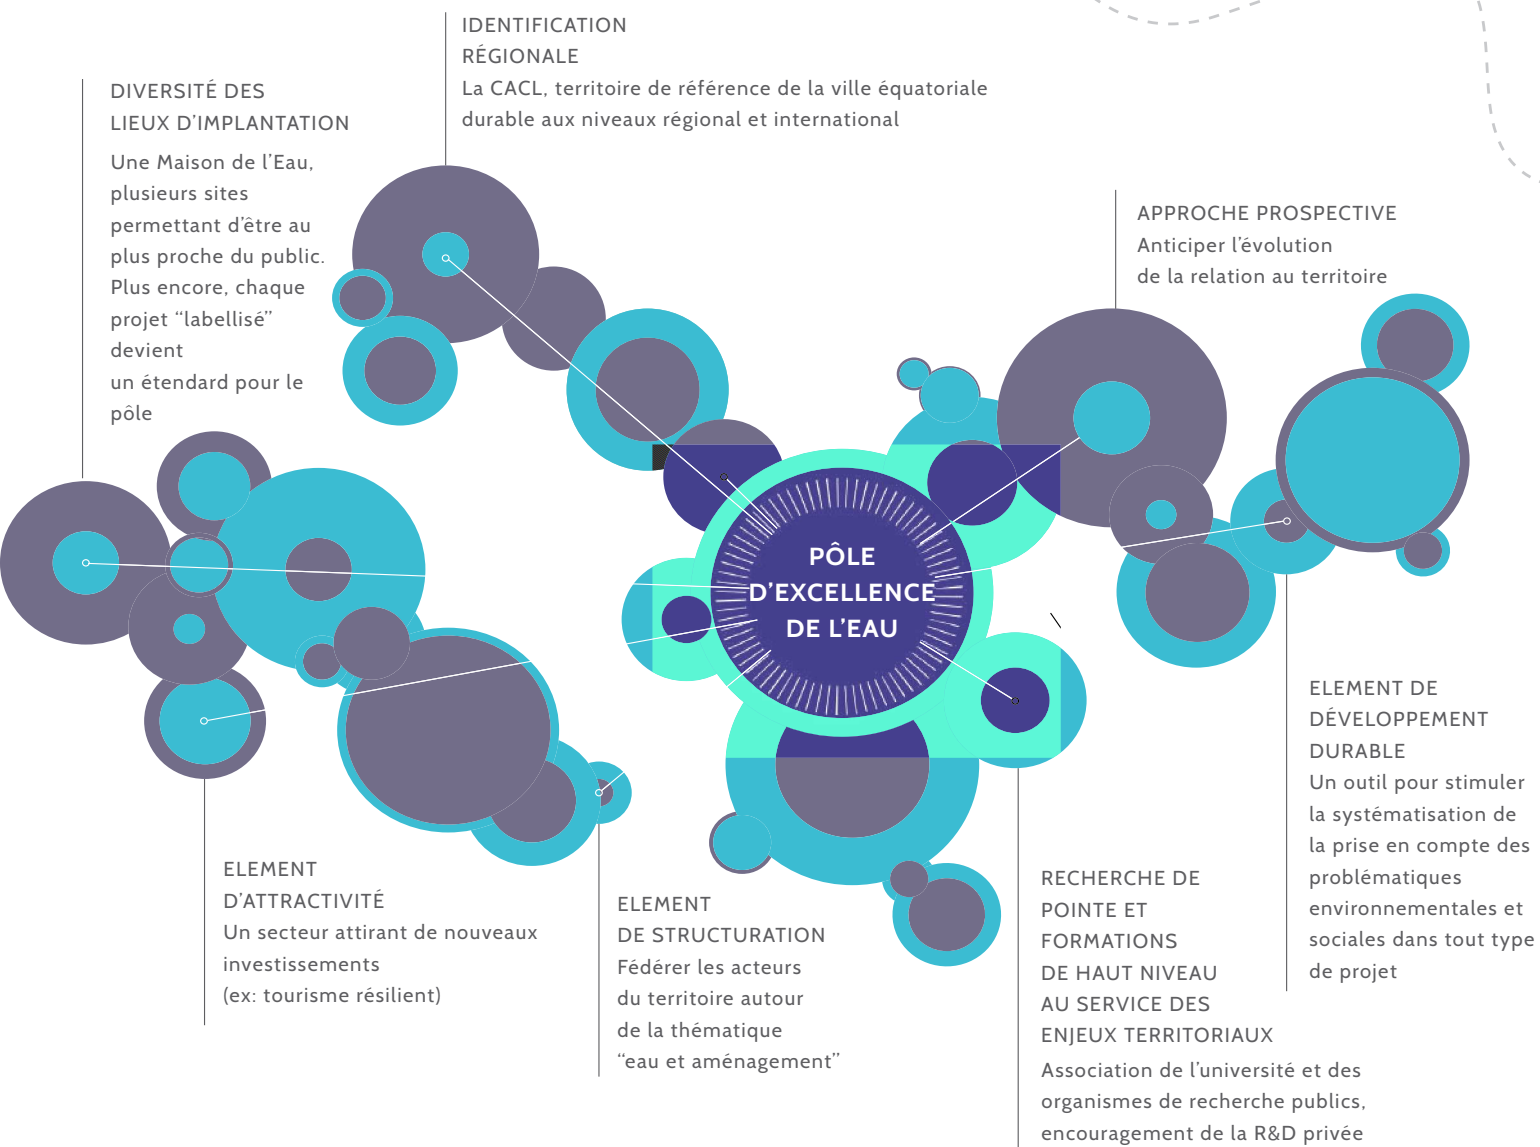 IDENTIFICATION
RÉGIONALE
La CACL, territoire de référence de la ville équatoriale
durable aux niveaux régional et international
DIVERSITÉ DES
LIEUX D’IMPLANTATION
Une Maison de l’Eau,
plusieurs sites
permettant d’être au
plus proche du public.
Plus encore, chaque
projet “labellisé”
devient
un étendard pour le
pôle
APPROCHE PROSPECTIVE
Anticiper l’évolution
de la relation au territoire
PÔLE
D’EXCELLENCE
DE L’EAU
ELEMENT DE
DÉVELOPPEMENT
DURABLE
Un outil pour stimuler
la systématisation de
la prise en compte des
problématiques
environnementales et
sociales dans tout type
de projet
ELEMENT
D’ATTRACTIVITÉ
Un secteur attirant de nouveaux
investissements
(ex: tourisme résilient)
ELEMENT
DE STRUCTURATION
Fédérer les acteurs
du territoire autour
de la thématique
“eau et aménagement”
RECHERCHE DE
POINTE ET
FORMATIONS
DE HAUT NIVEAU
AU SERVICE DES
ENJEUX TERRITORIAUX
Association de l’université et des
organismes de recherche publics,
encouragement de la R&D privée